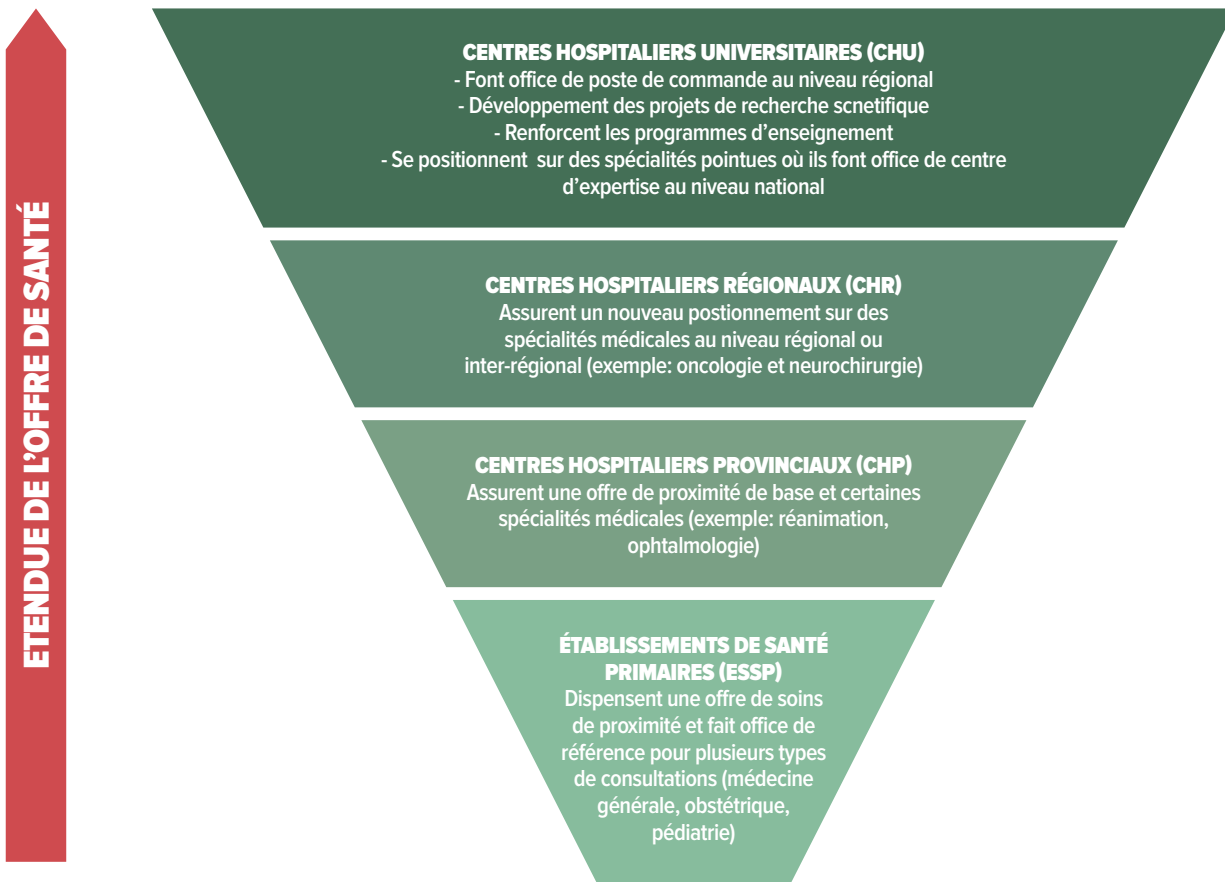 ETENDUE DE L'OFFRE DE SANTÉ
CENTRES HOSPITALIERS UNIVERSITAIRES (CHU)
- Font office de poste de commande au niveau régional
- Développement des projets de recherche scnetifique
- Renforcent les programmes d'enseignement
- Se positionnent sur des spécialités pointues où ils font office de centre
d'expertise au niveau national
CENTRES HOSPITALIERS RÉGIONAUX (CHR)
Assurent un nouveau postionnement sur des
spécialités médicales au niveau régional ou
inter-régional (exemple: oncologie et neurochirurgie)
CENTRES HOSPITALIERS PROVINCIAUX (CHP)
Assurent une offre de proximité de base et certaines
spécialités médicales (exemple: réanimation,
ophtalmologie)
ÉTABLISSEMENTS DE SANTÉ
PRIMAIRES (ESSP)
Dispensent une offre de soins
de proximité et fait office de
référence pour plusieurs types
de consultations (médecine
générale, obstétrique,
pédiatrie)